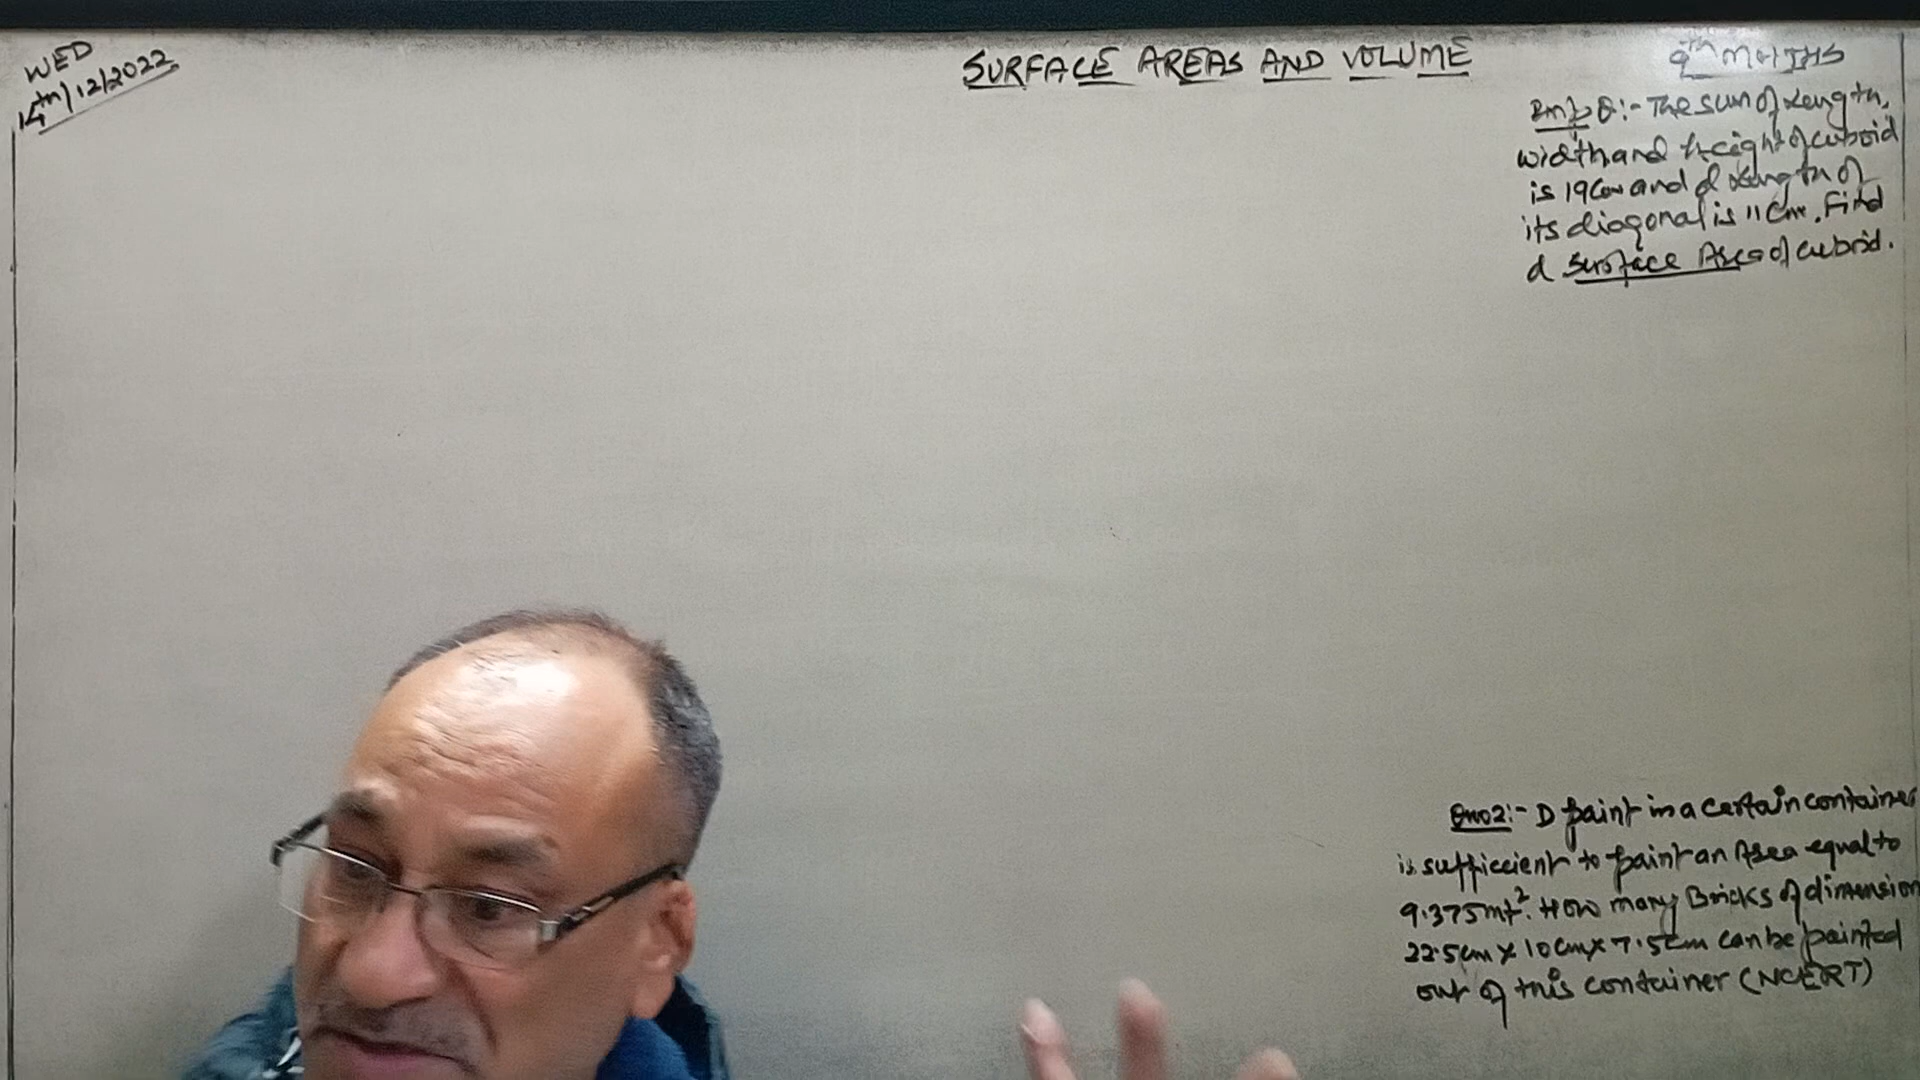 WED
14th/12/2022
SURFACE AREAS AND VOLUME
9th MATHS
Imp Q:- The sum of Length,
width and height of cuboid
is 19cm and d Length of
its diagonal is 11cm. Find
d Surface Area of cuboid.
Qno2:- D paint in a certain container
is sufficient to paint an Area equal to
9.375mt². How many Bricks of dimension
22.5cm x 10cm x 7.5cm can be painted
out of this container (NCERT)